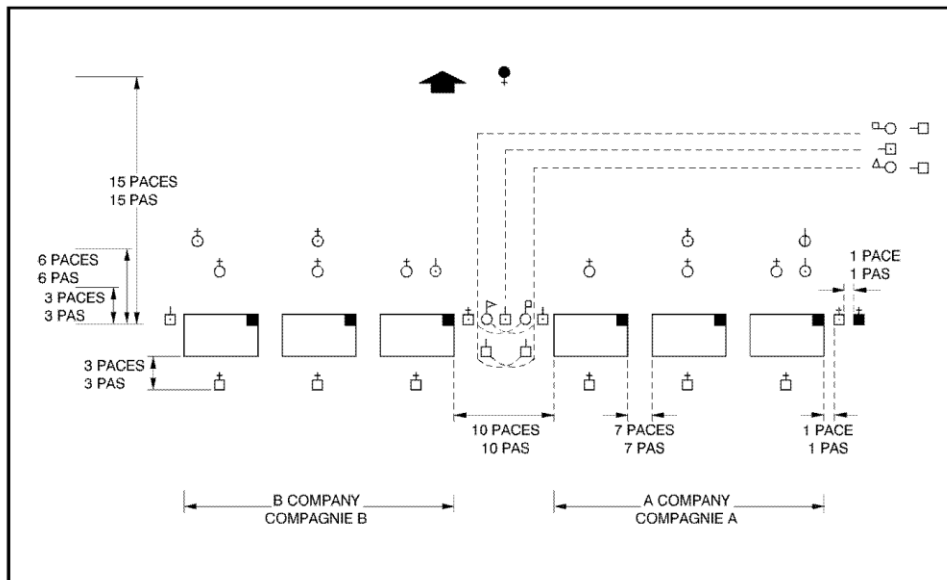 15 PACES
15 PAS
6 PACES
6 PAS
3 PACES
3 PAS
1 PACE
1 PAS
3 PACES
3 PAS
10 PACES
10 PAS
7 PACES
7 PAS
1 PACE
1 PAS
B COMPANY
COMPAGNIE B
A COMPANY
COMPAGNIE A